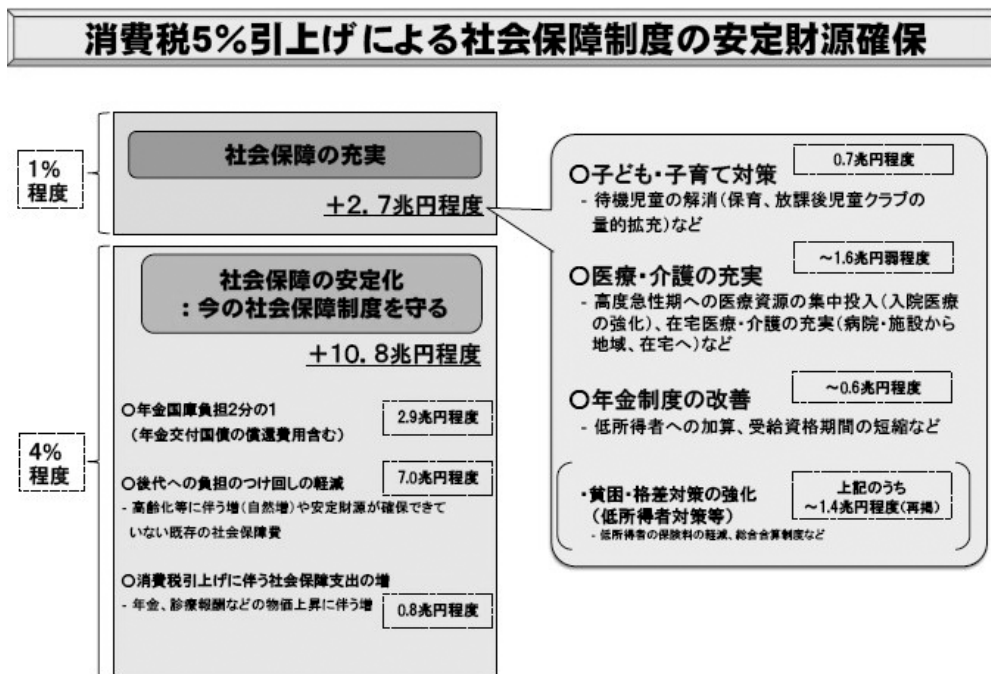 消費税5%引上げによる社会保障制度の安定財源確保
1%
程度
社会保障の充実
+2.7兆円程度
4%
程度
社会保障の安定化
:今の社会保障制度を守る
+10.8兆円程度
○年金国庫負担2分の1
(年金交付国債の償還費用含む)
2.9兆円程度
○後代への負担のつけ回しの軽減
7.0兆円程度
- 高齢化等に伴う増(自然増)や安定財源が確保できて
いない既存の社会保障費
○消費税引上げに伴う社会保障支出の増
- 年金、診療報酬などの物価上昇に伴う増
0.8兆円程度
○子ども・子育て対策
0.7兆円程度
- 待機児童の解消(保育、放課後児童クラブの
量的拡充)など
○医療・介護の充実
~1.6兆円弱程度
- 高度急性期への医療資源の集中投入(入院医療
の強化)、在宅医療・介護の充実(病院・施設から
地域、在宅へ)など
○年金制度の改善
~0.6兆円程度
- 低所得者への加算、受給資格期間の短縮など
・貧困・格差対策の強化
(低所得者対策等)
- 低所得者の保険料の軽減、総合合算制度など
上記のうち
~1.4兆円程度(再掲)